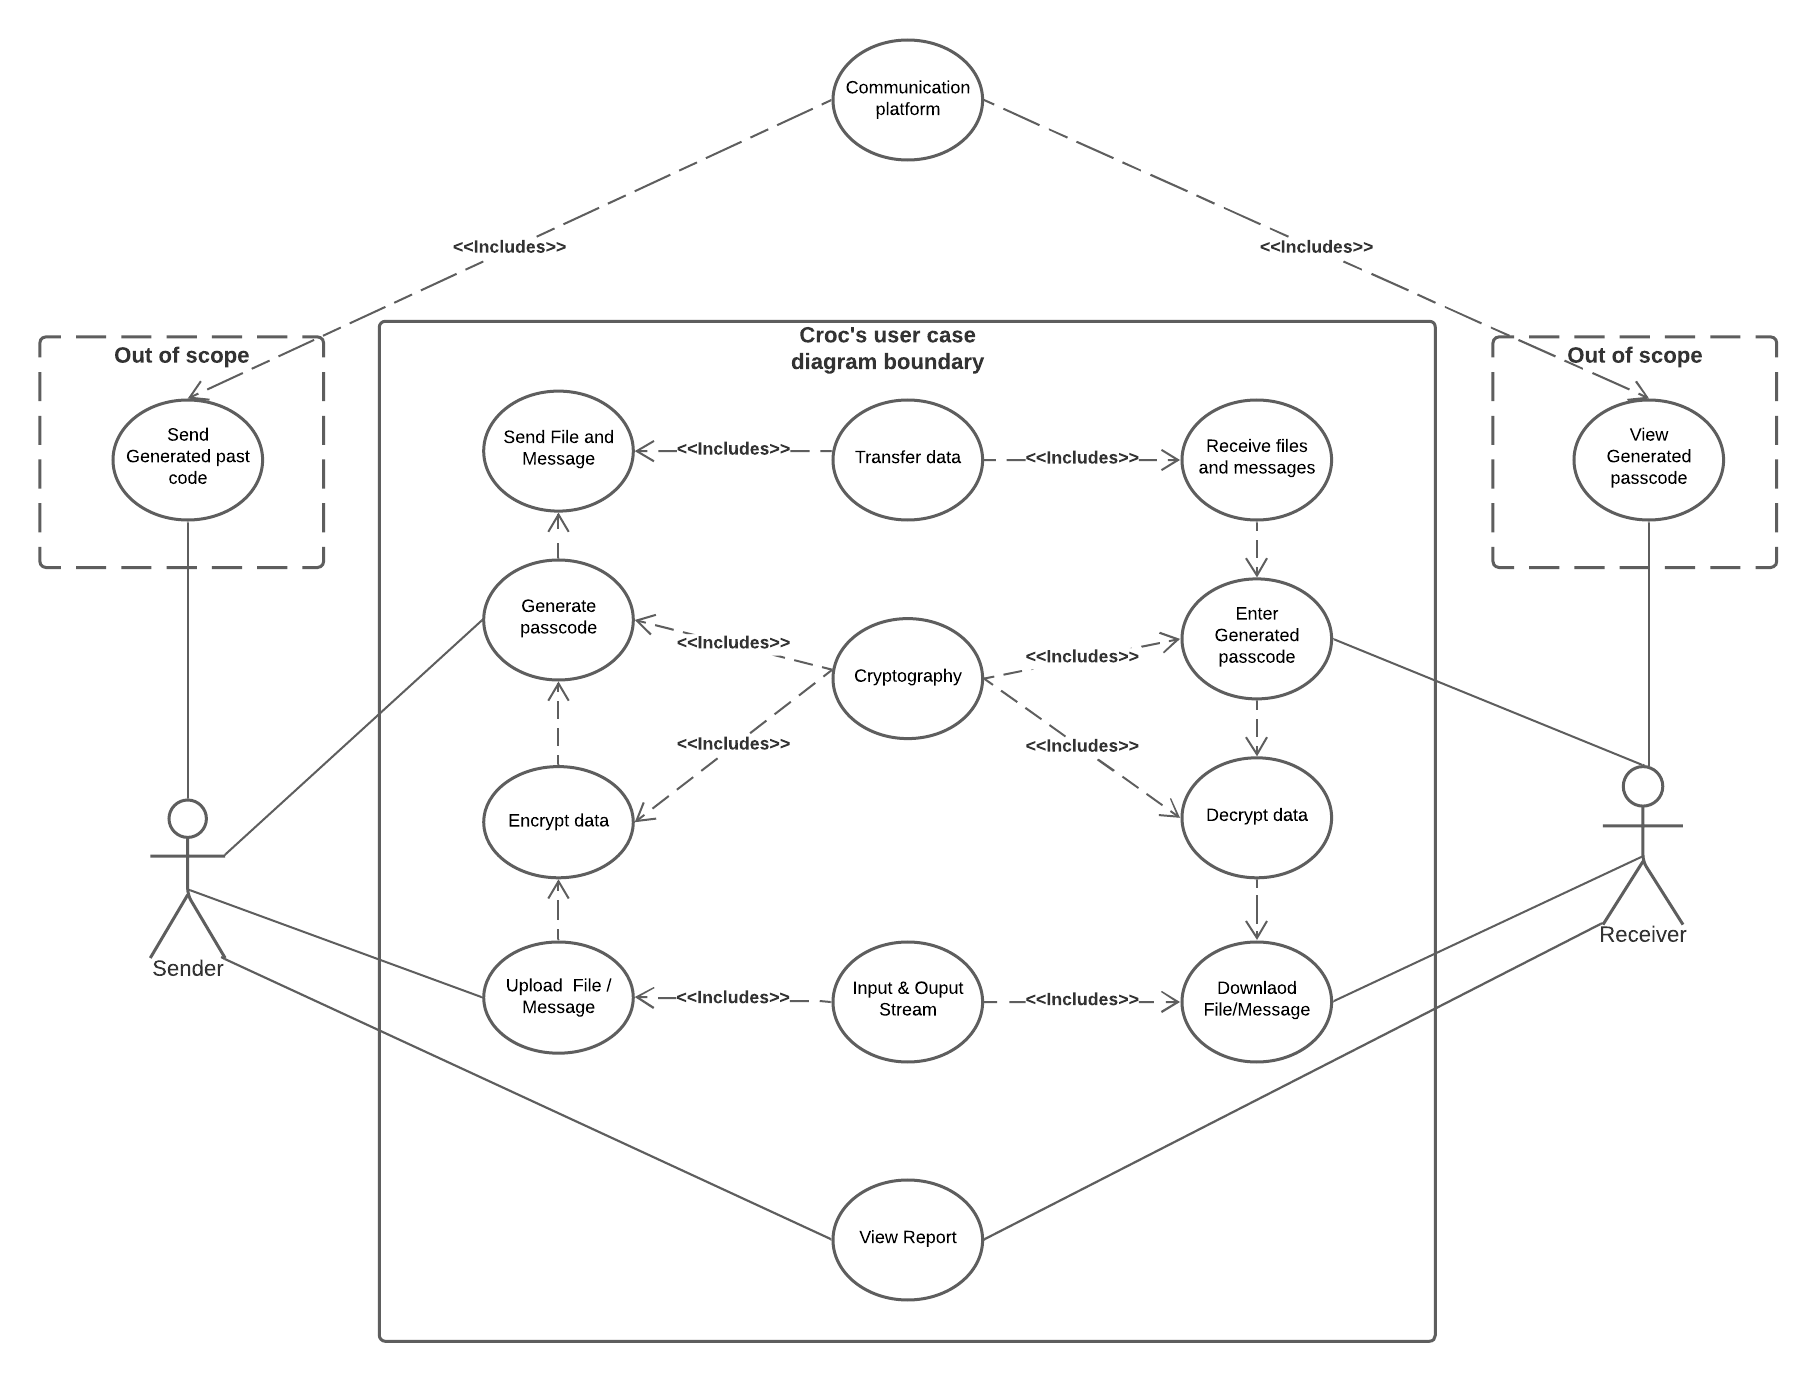 Communication
platform
<<Includes>>
<<Includes>>
Out of scope
Croc's user case
diagram boundary
Out of scope
Send
Generated past
code
Send File and
Message
<<Includes>>
Transfer data
<<Includes>>
Receive files
and messages
View
Generated
passcode
Generate
passcode
<<Includes>>
Cryptography
<<Includes>>
Enter
Generated
passcode
<<Includes>>
<<Includes>>
Encrypt data
Decrypt data
Sender
Receiver
Upload  File /
Message
<<Includes>>
Input & Ouput
Stream
<<Includes>>
Downlaod
File/Message
View Report